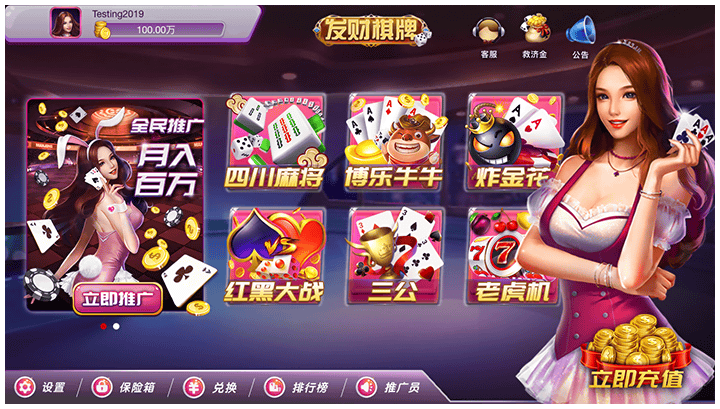 Testing2019
100.00万
发财棋牌
客服
救济金
公告
全民推广
月入
百万
立即推广
四川麻将
博乐牛牛
炸金花
红黑大战
VS
三公
老虎机
777
立即充值
设置
保险箱
兑换
排行榜
推广员